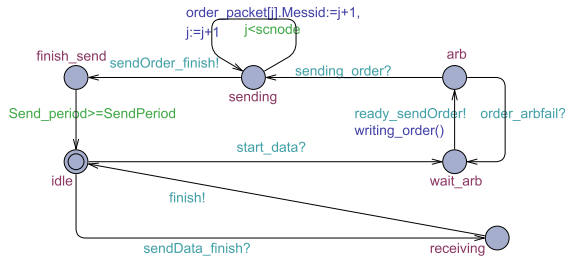 order_packet[j].Messid:=j+1,
j:=j+1
j<scnode
finish_send
sendOrder_finish!
sending
sending_order?
arb
Send_period>=SendPeriod
ready_sendOrder!
order_arbfail?
writing_order()
start_data?
idle
wait_arb
finish!
sendData_finish?
receiving